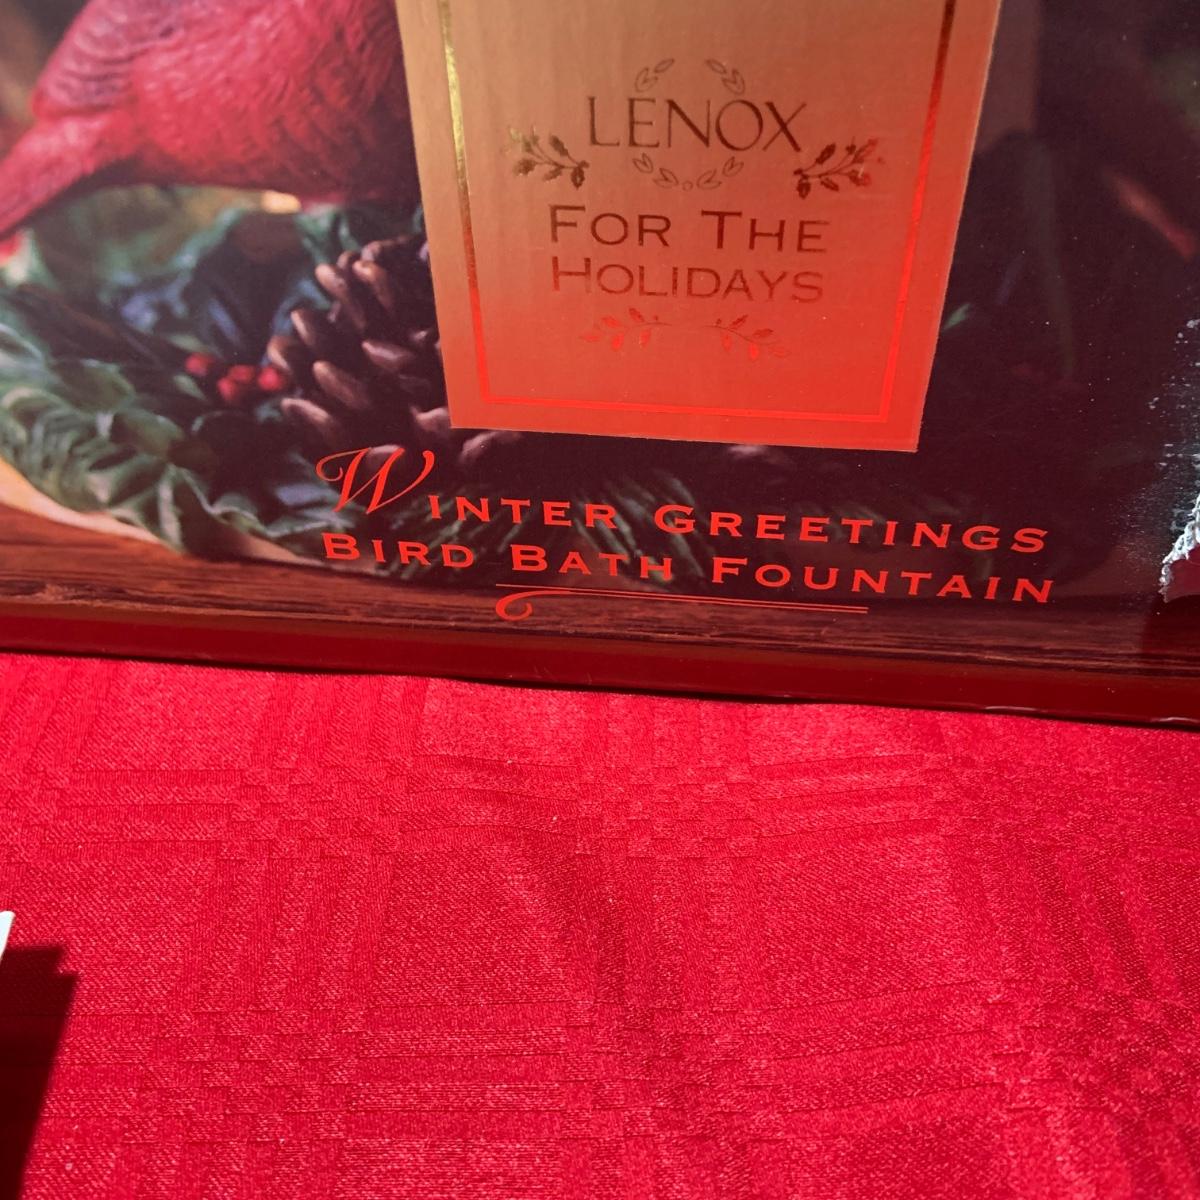 LENOX
FOR THE
HOLIDAYS
WINTER GREETINGS
BIRD BATH FOUNTAIN